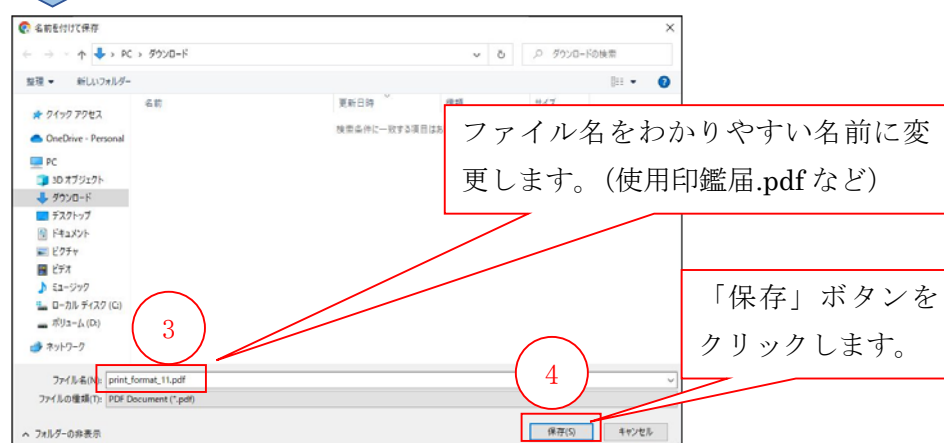 名前を付けて保存
PC > ダウンロード
ダウンロードの検索
整理 新しいフォルダー
名前 更新日時 種類 サイズ
クイック アクセス
検索条件に一致する項目は
OneDrive - Personal
PC
3D オブジェクト
ダウンロード
デスクトップ
ドキュメント
ピクチャ
ビデオ
ミュージック
ローカル ディスク (C:)
ボリューム (D:)
ネットワーク
ファイル名をわかりやすい名前に変
更します。(使用印鑑届.pdf など)
「保存」ボタンを
クリックします。
3
4
ファイル名(N): print_format_11.pdf
ファイルの種類(T): PDF Document (*.pdf)
フォルダーの非表示
保存(S) キャンセル